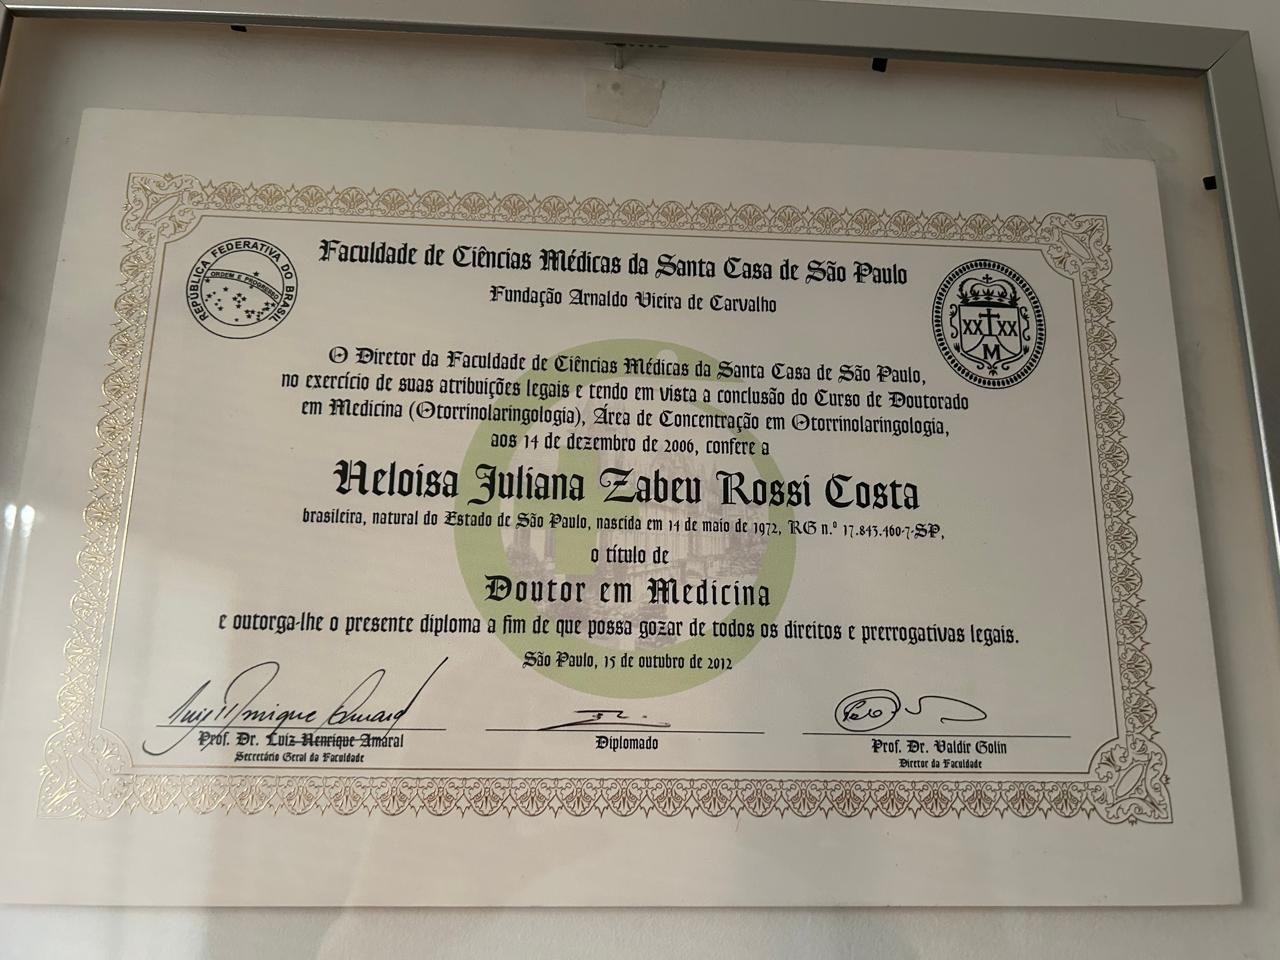 Faculdade de Ciências Médicas da Santa Casa de São Paulo
Fundação Arnaldo Vieira de Carvalho
REPÚBLICA FEDERATIVA DO BRASIL
ORDEM E PROGRESSO
XX XX
M
O Diretor da Faculdade de Ciências Médicas da Santa Casa de São Paulo,
no exercício de suas atribuições legais e tendo em vista a conclusão do Curso de Doutorado
em Medicina (Otorrinolaringologia), Área de Concentração em Otorrinolaringologia,
aos 14 de dezembro de 2006, confere a
Heloisa Juliana Zabeu Rossi Costa
brasileira, natural do Estado de São Paulo, nascida em 14 de maio de 1972, RG n.º 17.843.460-7-SP,
o título de
Doutor em Medicina
e outorga-lhe o presente diploma a fim de que possa gozar de todos os direitos e prerrogativas legais.
São Paulo, 15 de outubro de 2012
Prof. Dr. Luiz Henrique Amaral
Secretário Geral da Faculdade
Diplomado
Prof. Dr. Valdir Golin
Diretor da Faculdade